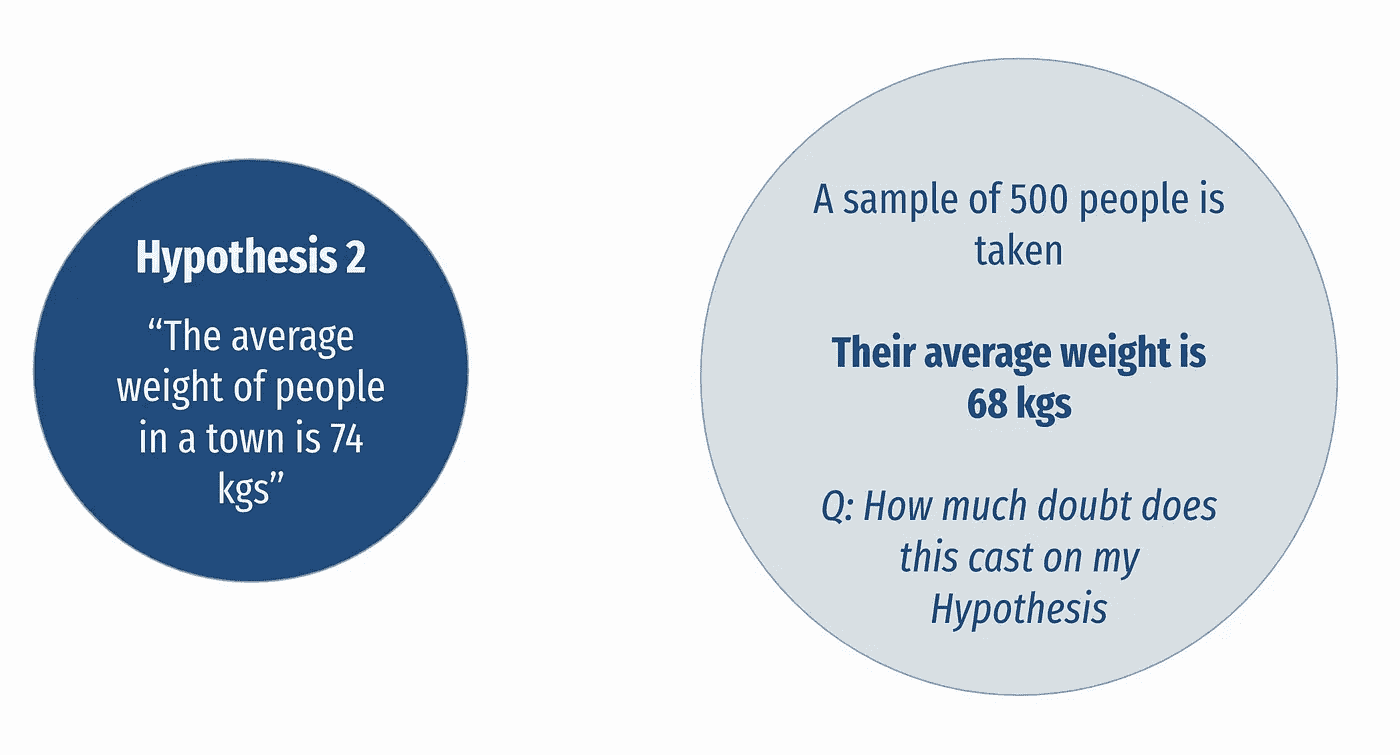 Hypothesis 2
“The average
weight of people
in a town is 74
kgs”
A sample of 500 people is
taken
Their average weight is
68 kgs
Q: How much doubt does
this cast on my
Hypothesis